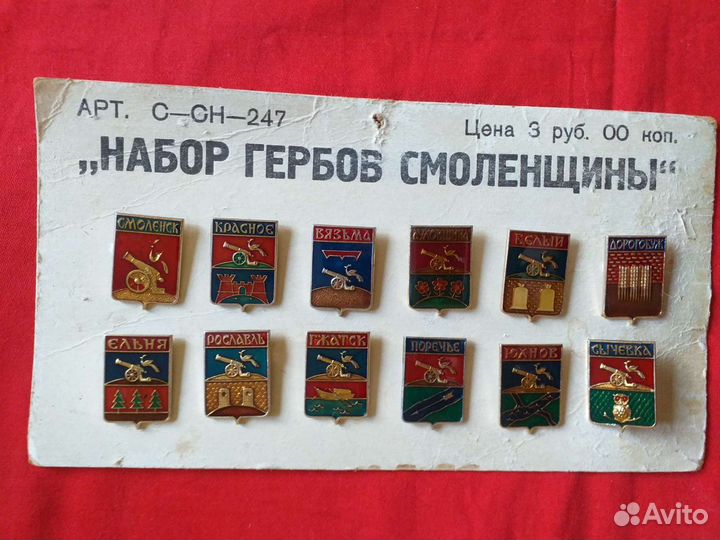 АРТ. С—СН—247
Цена 3 руб. 00 коп.
„НАБОР ГЕРБОВ СМОЛЕНЩИНЫ“
СМОЛЕНСК
КРАСНОЕ
ВЯЗЬМА
БЕЛЫЙ
ДОРОГОБУЖ
ЕЛЬНЯ
РОСЛАВЛЬ
ГЖАТСК
ПОРЕЧЬЕ
ЮХНОВ
СЫЧЕВКА
Avito